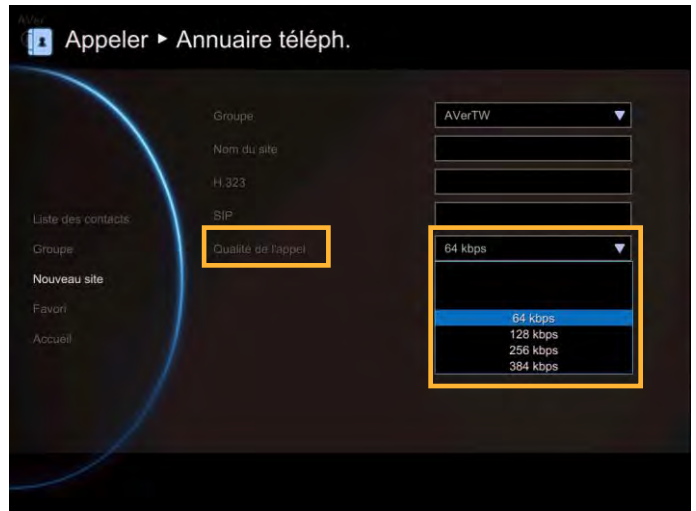 AVer
Appeler ► Annuaire téléph.
Groupe
AVerTW
Nom du site
H.323
SIP
Qualité de l'appel
64 kbps
64 kbps
128 kbps
256 kbps
384 kbps
Liste des contacts
Groupe
Nouveau site
Favori
Accueil